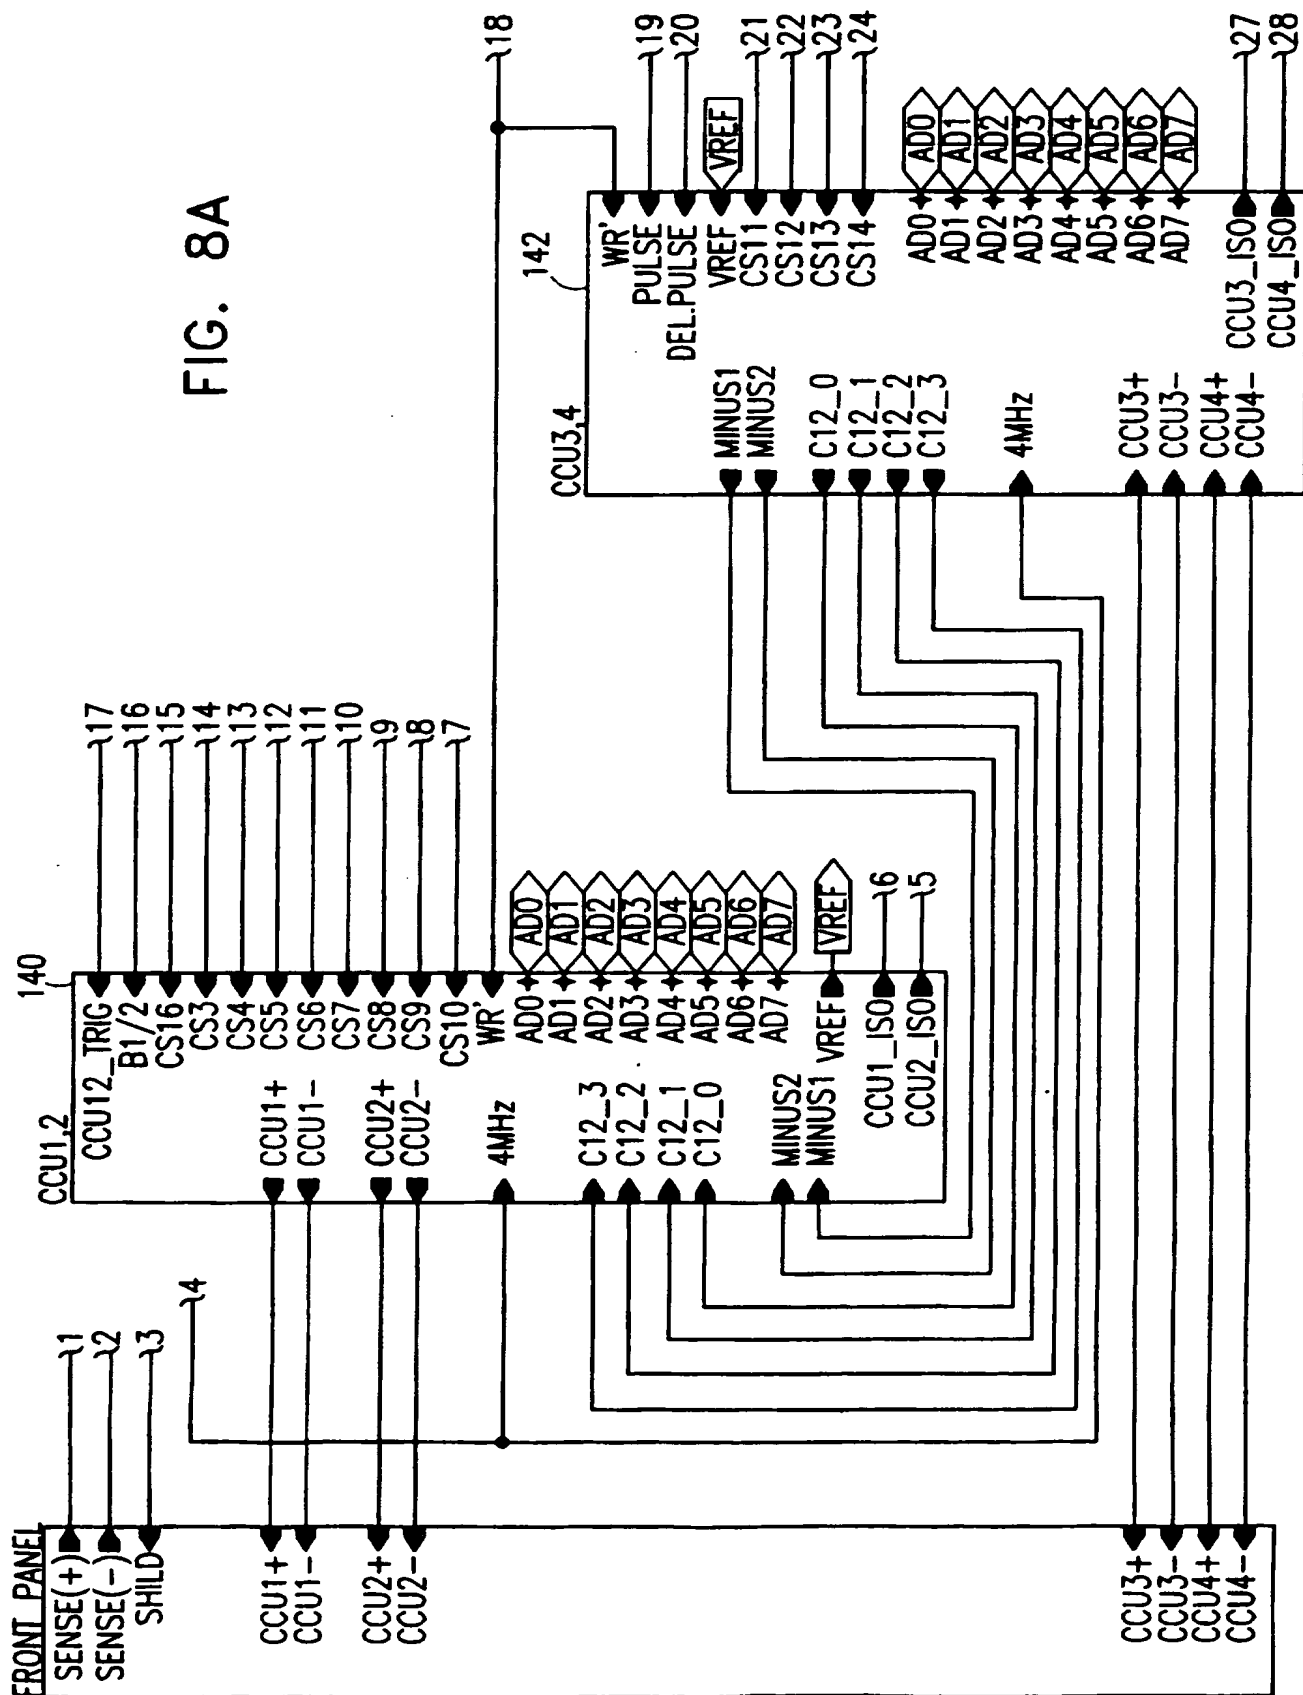 FIG. 8A
FRONT PANEL
SENSE(+)
SENSE(-)
SHILD
CCU1+
CCU1-
CCU2+
CCU2-
CCU3+
CCU3-
CCU4+
CCU4-
1
2
3
4
CCU1,2
140
CCU12_TRIG
B1/2
CS16
CS3
CS4
CS5
CS6
CS7
CS8
CS9
CS10
WR'
AD0
AD1
AD2
AD3
AD4
AD5
AD6
AD7
VREF
CCU1_ISO
CCU2_ISO
CCU1+
CCU1-
CCU2+
CCU2-
4MHz
C12_3
C12_2
C12_1
C12_0
MINUS2
MINUS1
17
16
15
14
13
12
11
10
9
8
7
AD0
AD1
AD2
AD3
AD4
AD5
AD6
AD7
VREF
6
5
CCU3,4
142
MINUS1
MINUS2
C12_0
C12_1
C12_2
C12_3
4MHz
CCU3+
CCU3-
CCU4+
CCU4-
WR'
PULSE
DEL.PULSE
VREF
CS11
CS12
CS13
CS14
AD0
AD1
AD2
AD3
AD4
AD5
AD6
AD7
CCU3_ISO
CCU4_ISO
18
19
20
VREF
21
22
23
24
AD0
AD1
AD2
AD3
AD4
AD5
AD6
AD7
27
28